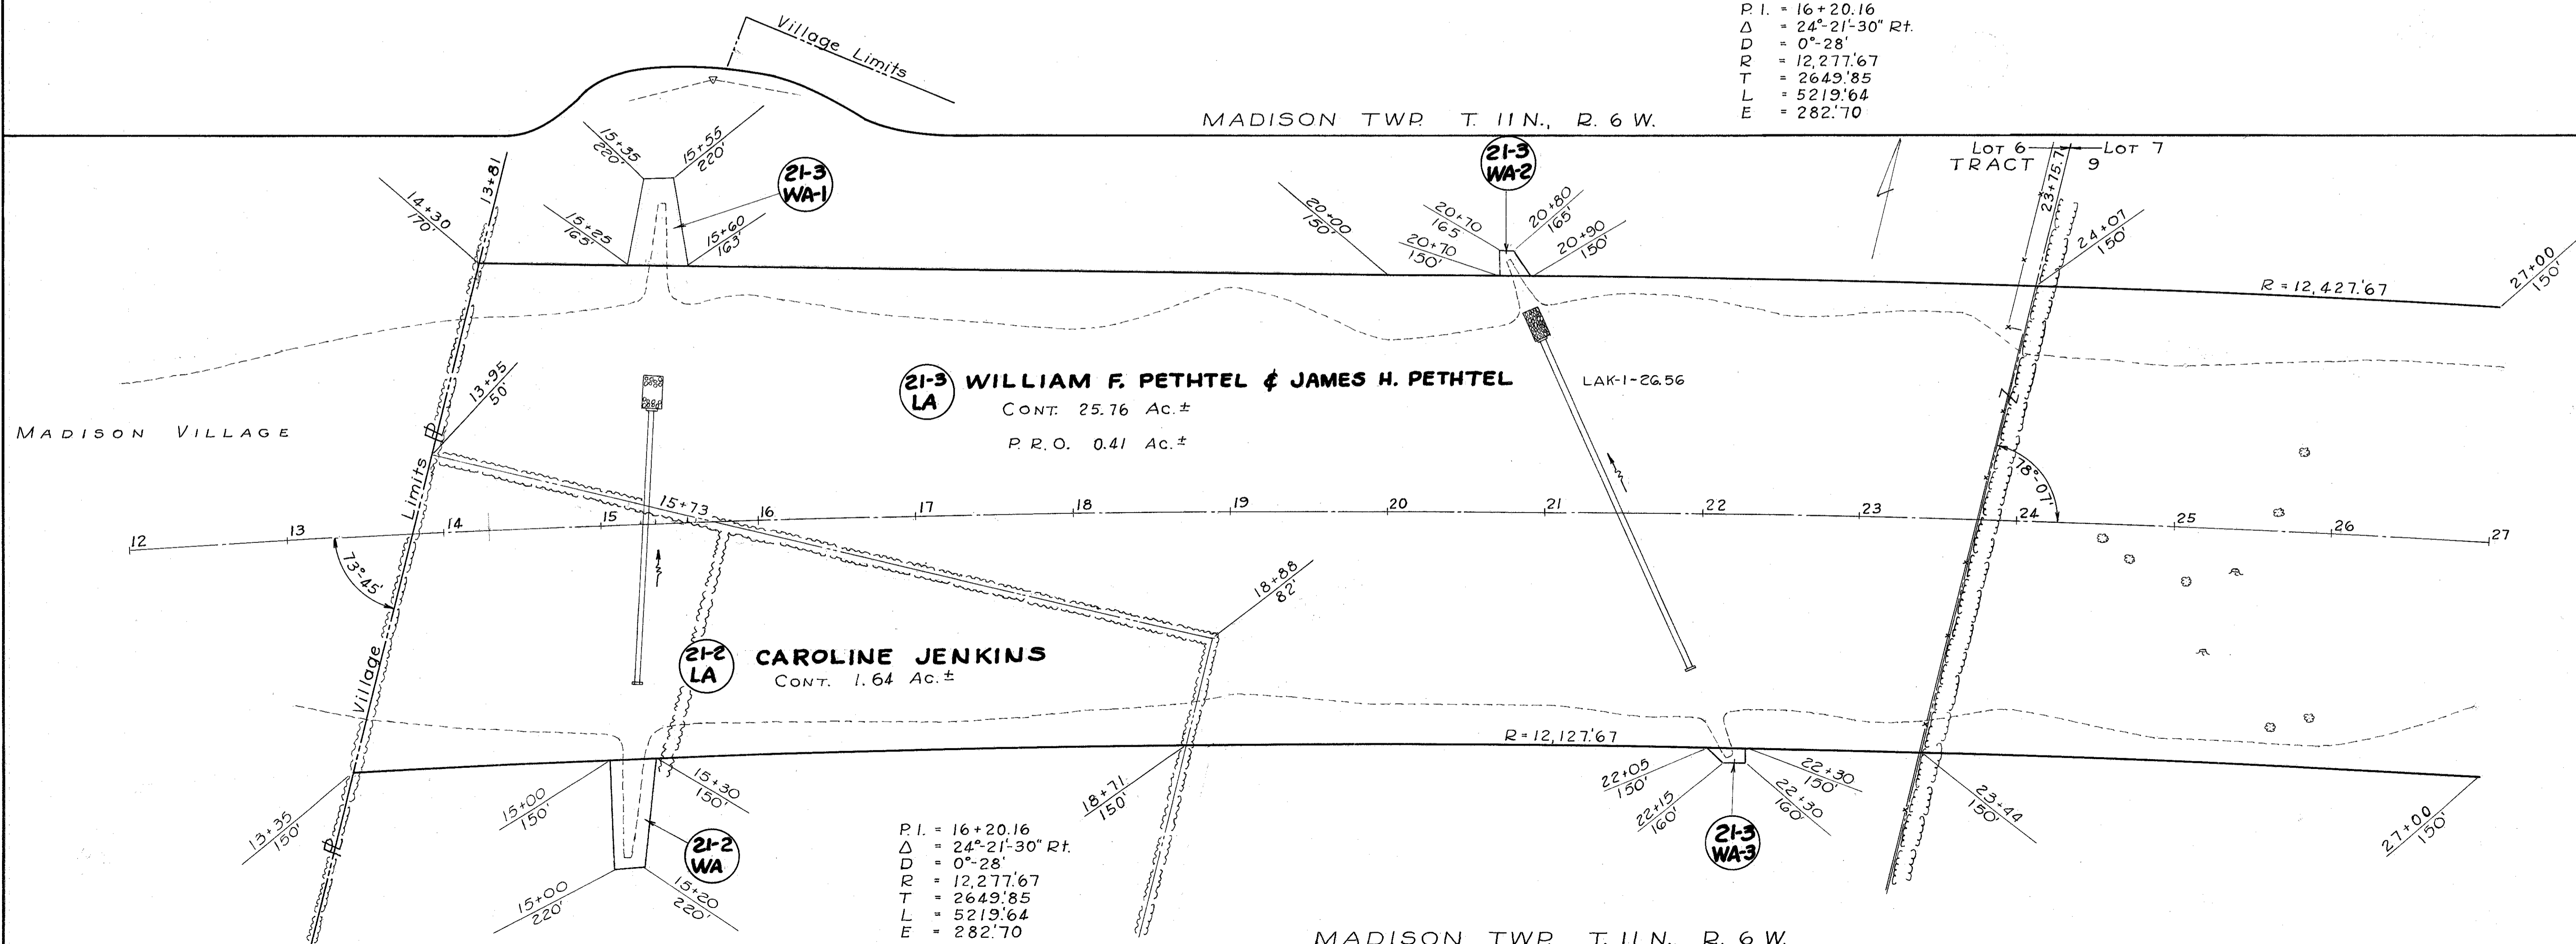 Village Limits
P.I. = 16+20.16
Δ = 24°-21'-30" Rt.
D = 0°-28'
R = 12,277.'67
T = 2649.'85
L = 5219.'64
E = 282.'70
MADISON TWP. T. 11 N., R. 6 W.
LOT 6
LOT 7
TRACT 9
13+81
14+30
170'
15+35
220'
15+55
220'
21-3
WA-1
15+25
165'
15+60
163'
20+00
150'
21-3
WA-2
20+70
165'
20+70
150'
20+80
165'
20+90
150'
23+75.7
24+07
150'
27+00
150'
R = 12,427.'67
13+95
50'
21-3
LA
WILLIAM F. PETHTEL & JAMES H. PETHTEL
CONT. 25.76 Ac.±
P.R.O. 0.41 Ac.±
LAK-1-26.56
MADISON VILLAGE
Village Limits
12
13
14
15
15+73
16
17
18
19
20
21
22
23
24
25
26
27
73°-45'
78°-07'
18+88
82'
21-2
LA
CAROLINE JENKINS
CONT. 1.64 Ac.±
R = 12,127.'67
13+35
150'
15+00
150'
15+30
150'
21-2
WA
15+00
220'
15+20
220'
18+71
150'
22+05
150'
22+15
160'
22+30
150'
22+30
160'
21-3
WA-3
23+44
150'
27+00
150'
P.I. = 16+20.16
Δ = 24°-21'-30" Rt.
D = 0°-28'
R = 12,277.'67
T = 2649.'85
L = 5219.'64
E = 282.'70
MADISON TWP. T. 11 N., R. 6 W.